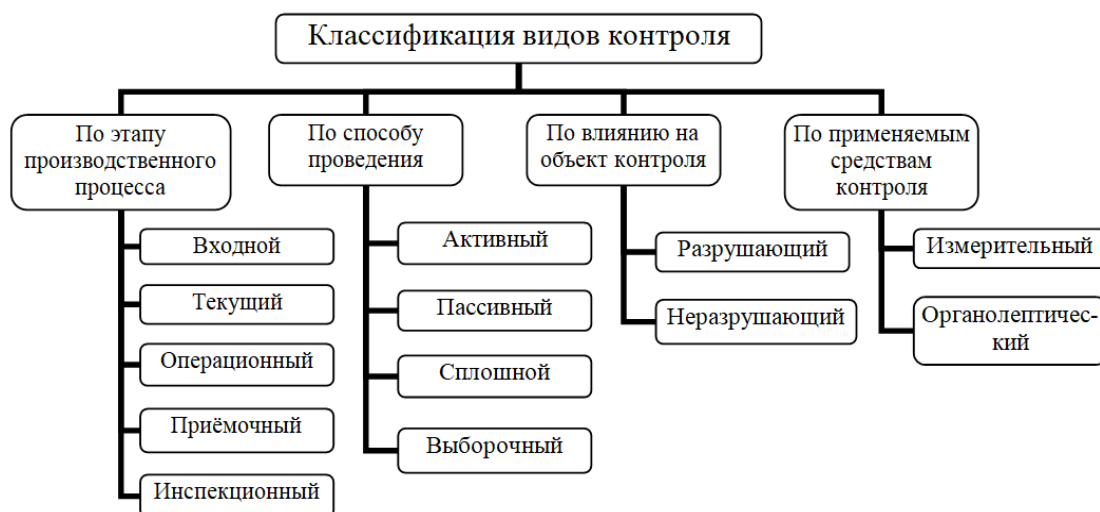 Классификация видов контроля
По этапу
производственного
процесса
Входной
Текущий
Операционный
Приёмочный
Инспекционный
По способу
проведения
Активный
Пассивный
Сплошной
Выборочный
По влиянию на
объект контроля
Разрушающий
Неразрушающий
По применяемым
средствам
контроля
Измерительный
Органолептичес-
кий